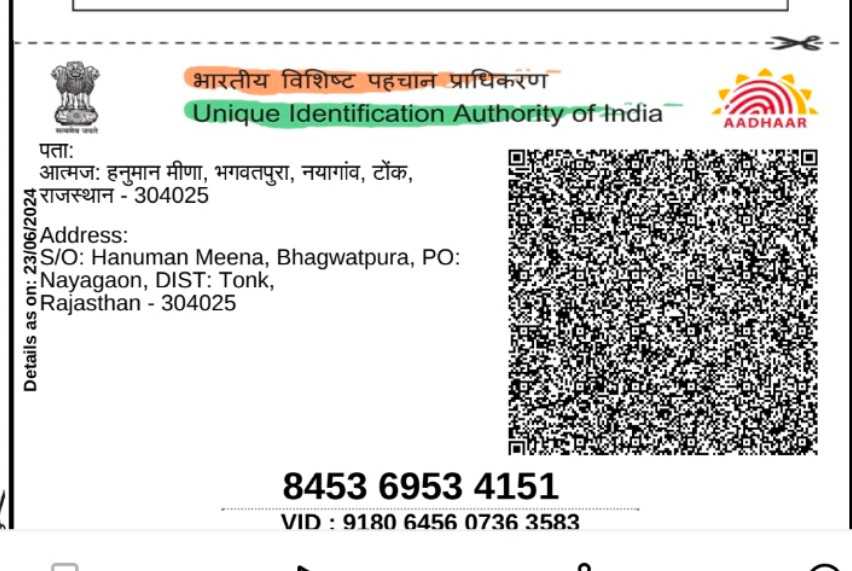 भारतीय विशिष्ट पहचान प्राधिकरण
Unique Identification Authority of India
सत्यमेव जयते
AADHAAR
पता:
आत्मज: हनुमान मीणा, भगवतपुरा, नयागांव, टोंक,
राजस्थान - 304025
Address:
S/O: Hanuman Meena, Bhagwatpura, PO:
Nayagaon, DIST: Tonk,
Rajasthan - 304025
Details as on: 23/06/2024
8453 6953 4151
VID : 9180 6456 0736 3583